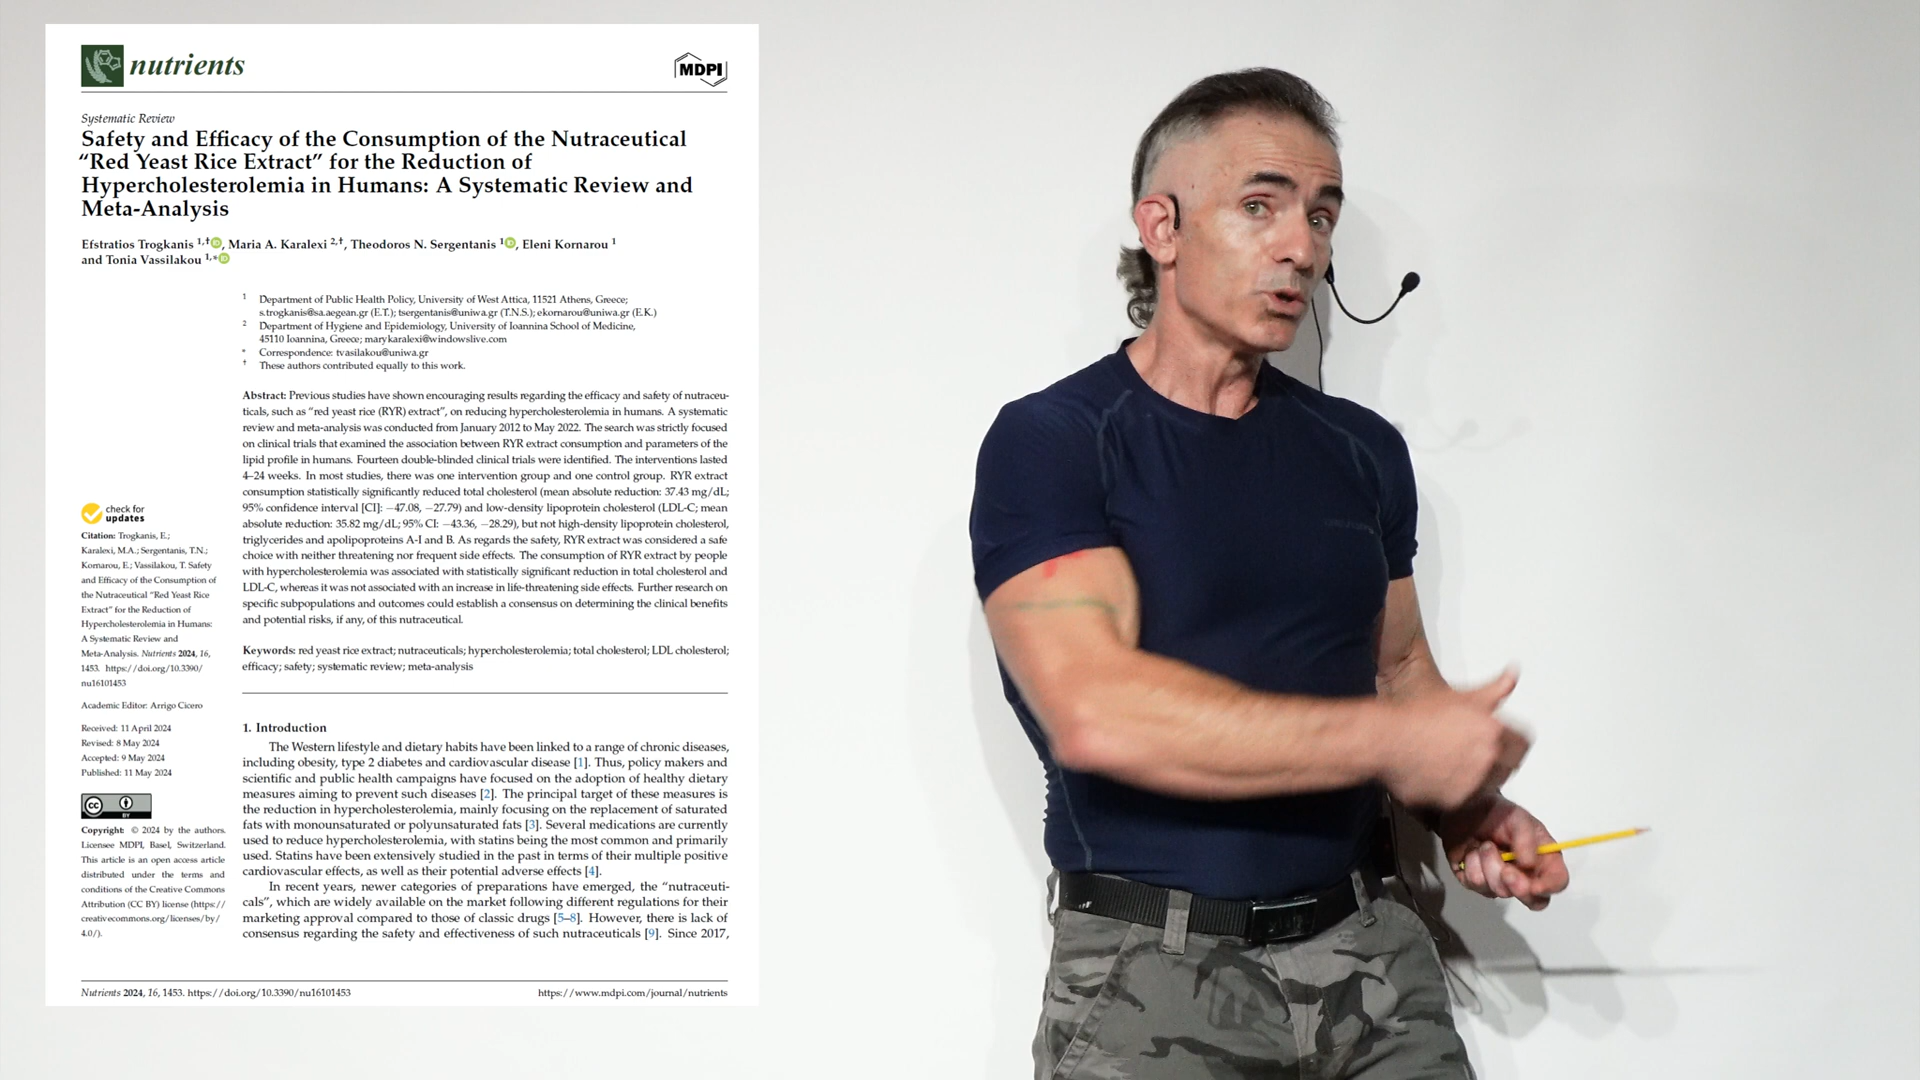 nutrients
MDPI
Systematic Review
Safety and Efficacy of the Consumption of the Nutraceutical
“Red Yeast Rice Extract” for the Reduction of
Hypercholesterolemia in Humans: A Systematic Review and
Meta-Analysis
Efstratios Trogkanis 1,†, Maria A. Karalexi 2,†, Theodoros N. Sergentanis 1, Eleni Kornarou 1
and Tonia Vassilakou 1,*
1 Department of Public Health Policy, University of West Attica, 11521 Athens, Greece;
s.trogkanis@sa.aegean.gr (E.T.); tsergentanis@uniwa.gr (T.N.S.); ekornarou@uniwa.gr (E.K.)
2 Department of Hygiene and Epidemiology, University of Ioannina School of Medicine,
45110 Ioannina, Greece; marykaralexi@windowslive.com
* Correspondence: tvasilakou@uniwa.gr
† These authors contributed equally to this work.
Abstract: Previous studies have shown encouraging results regarding the efficacy and safety of nutraceu-
ticals, such as “red yeast rice (RYR) extract”, on reducing hypercholesterolemia in humans. A systematic
review and meta-analysis was conducted from January 2012 to May 2022. The search was strictly focused
on clinical trials that examined the association between RYR extract consumption and parameters of the
lipid profile in humans. Fourteen double-blinded clinical trials were identified. The interventions lasted
4–24 weeks. In most studies, there was one intervention group and one control group. RYR extract
consumption statistically significantly reduced total cholesterol (mean absolute reduction: 37.43 mg/dL;
95% confidence interval [CI]: −47.08, −27.79) and low-density lipoprotein cholesterol (LDL-C; mean
absolute reduction: 35.82 mg/dL; 95% CI: −43.36, −28.29), but not high-density lipoprotein cholesterol,
triglycerides and apolipoproteins A-I and B. As regards the safety, RYR extract was considered a safe
choice with neither threatening nor frequent side effects. The consumption of RYR extract by people
with hypercholesterolemia was associated with statistically significant reduction in total cholesterol and
LDL-C, whereas it was not associated with an increase in life-threatening side effects. Further research on
specific subpopulations and outcomes could establish a consensus on determining the clinical benefits
and potential risks, if any, of this nutraceutical.
Keywords: red yeast rice extract; nutraceuticals; hypercholesterolemia; total cholesterol; LDL cholesterol;
efficacy; safety; systematic review; meta-analysis
check for
updates
Citation: Trogkanis, E.;
Karalexi, M.A.; Sergentanis, T.N.;
Kornarou, E.; Vassilakou, T. Safety
and Efficacy of the Consumption of
the Nutraceutical “Red Yeast Rice
Extract” for the Reduction of
Hypercholesterolemia in Humans:
A Systematic Review and
Meta-Analysis. Nutrients 2024, 16,
1453. https://doi.org/10.3390/
nu16101453
Academic Editor: Arrigo Cicero
Received: 11 April 2024
Revised: 8 May 2024
Accepted: 9 May 2024
Published: 11 May 2024
cc
BY
Copyright: © 2024 by the authors.
Licensee MDPI, Basel, Switzerland.
This article is an open access article
distributed under the terms and
conditions of the Creative Commons
Attribution (CC BY) license (https://
creativecommons.org/licenses/by/
4.0/).
1. Introduction
The Western lifestyle and dietary habits have been linked to a range of chronic diseases,
including obesity, type 2 diabetes and cardiovascular disease [1]. Thus, policy makers and
scientific and public health campaigns have focused on the adoption of healthy dietary
measures aiming to prevent such diseases [2]. The principal target of these measures is
the reduction in hypercholesterolemia, mainly focusing on the replacement of saturated
fats with monounsaturated or polyunsaturated fats [3]. Several medications are currently
used to reduce hypercholesterolemia, with statins being the most common and primarily
used. Statins have been extensively studied in the past in terms of their multiple positive
cardiovascular effects, as well as their potential adverse effects [4].
In recent years, newer categories of preparations have emerged, the “nutraceuti-
cals”, which are widely available on the market following different regulations for their
marketing approval compared to those of classic drugs [5–8]. However, there is lack of
consensus regarding the safety and effectiveness of such nutraceuticals [9]. Since 2017,
Nutrients 2024, 16, 1453. https://doi.org/10.3390/nu16101453
https://www.mdpi.com/journal/nutrients